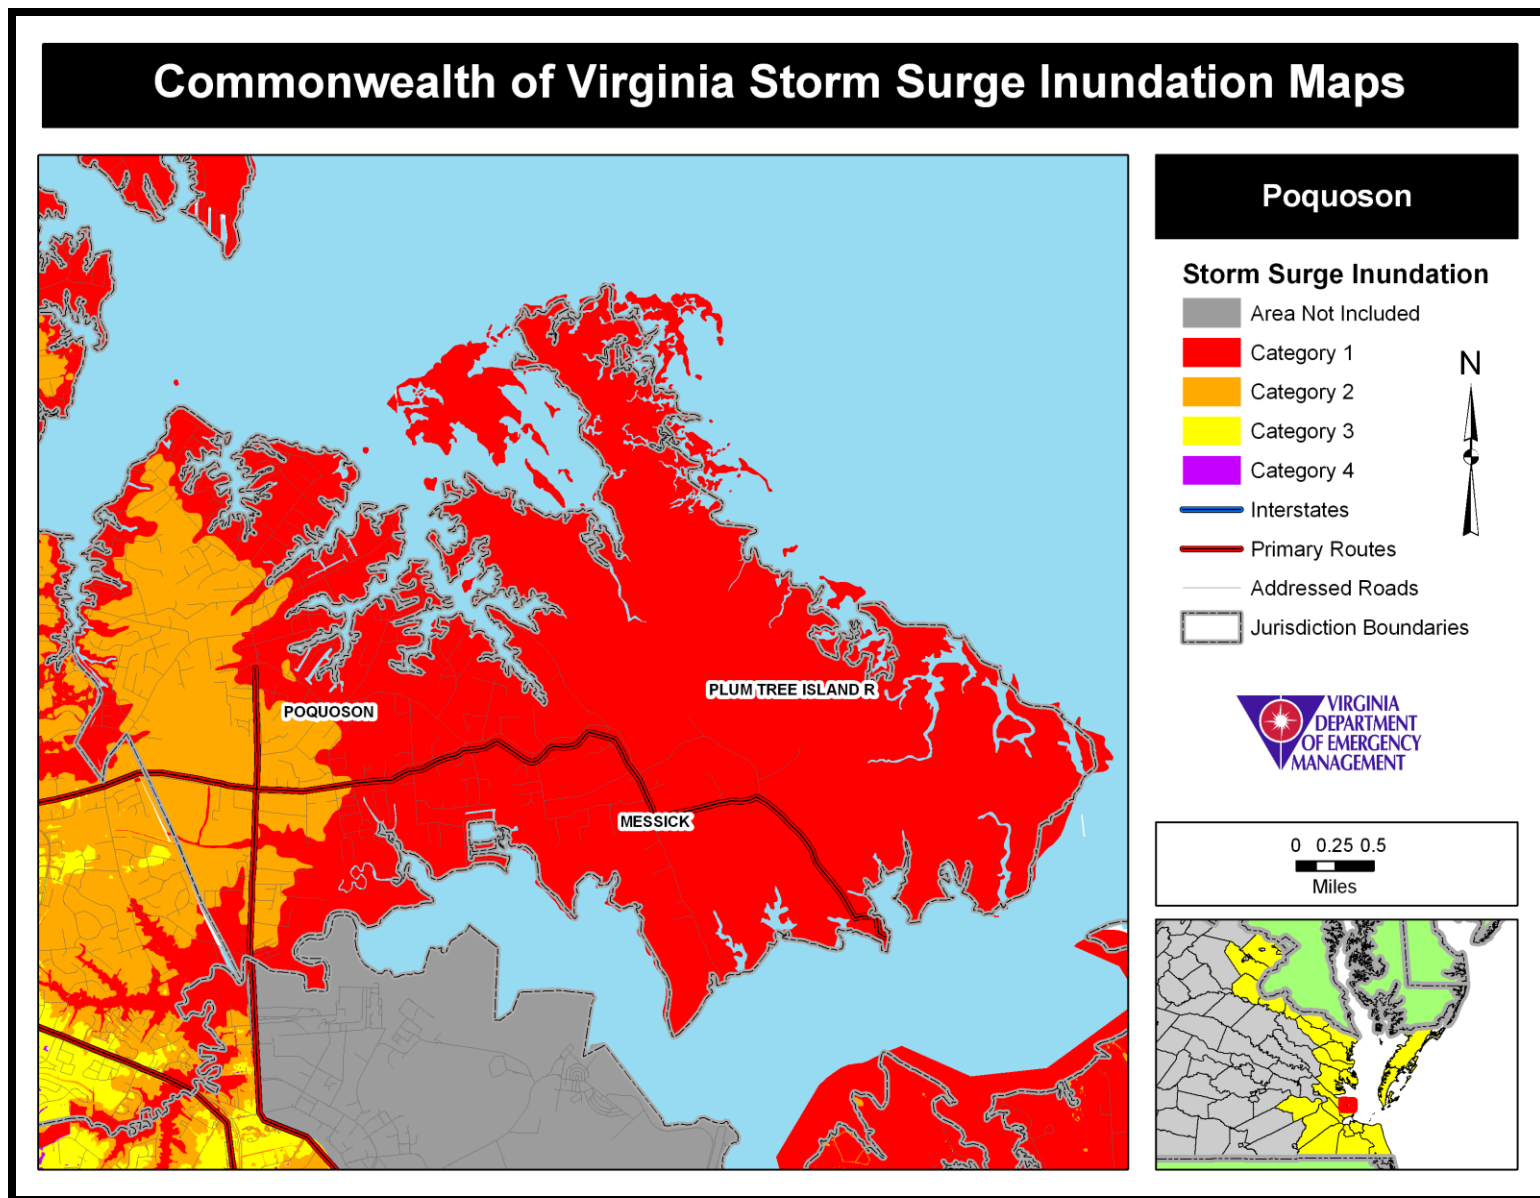 Commonwealth of Virginia Storm Surge Inundation Maps
Poquoson
Storm Surge Inundation
Area Not Included
Category 1
Category 2
Category 3
Category 4
Interstates
Primary Routes
Addressed Roads
Jurisdiction Boundaries
N
POQUOSON
PLUM TREE ISLAND R
MESSICK
VIRGINIA
DEPARTMENT
OF EMERGENCY
MANAGEMENT
0 0.25 0.5
Miles